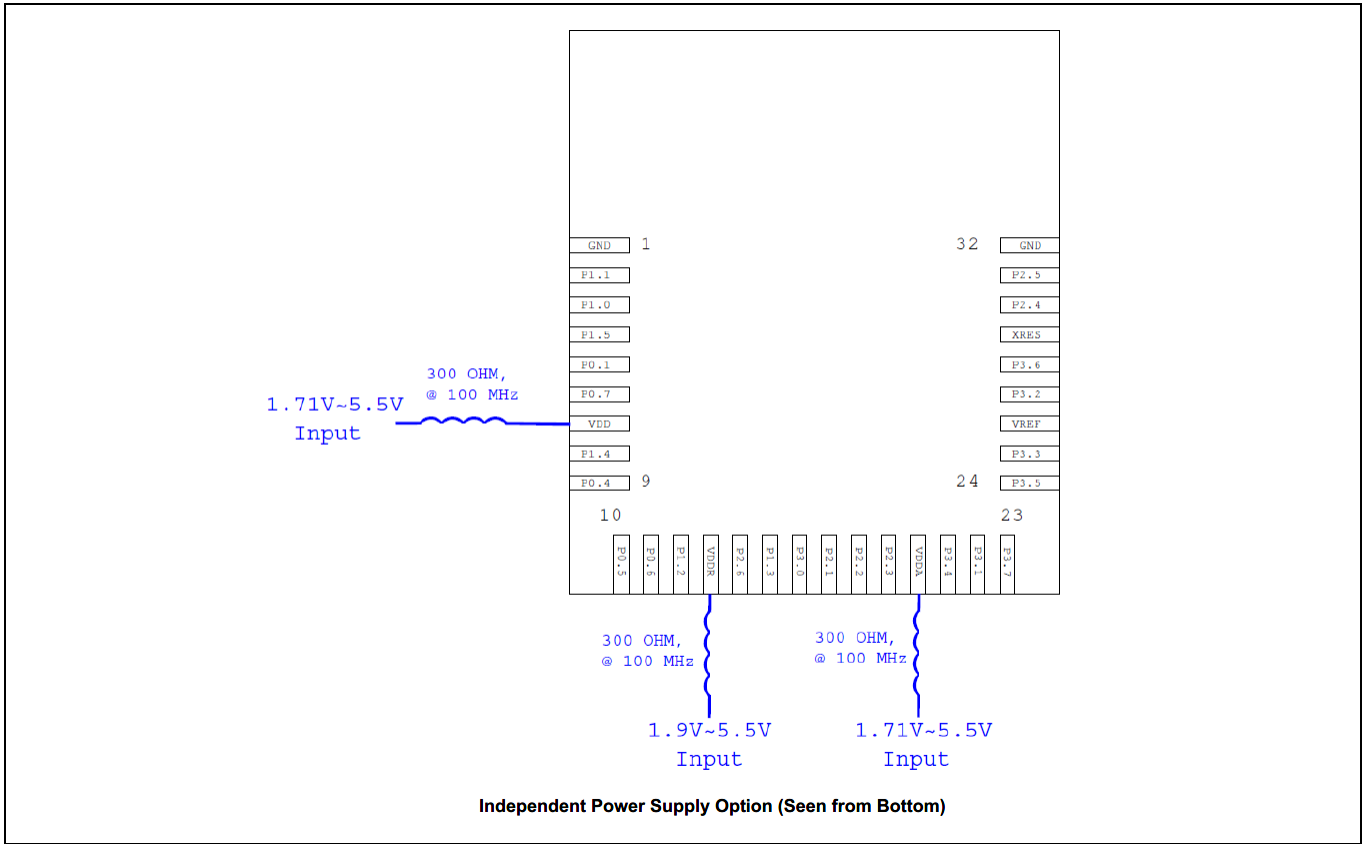 GND 1 32 GND
P1.1 P2.5
P1.0 P2.4
P1.5 XRES
P0.1 P3.6
300 OHM,
@ 100 MHz
P0.7 P3.2
1.71V~5.5V
Input
VDD VREF
P1.4 P3.3
P0.4 9 24 P3.5
10 23
P0.5 P0.6 P1.2 VDDR P2.6 P1.3 P3.0 P2.1 P2.2 P2.3 VDDA P3.4 P3.1 P3.7
300 OHM,
@ 100 MHz
300 OHM,
@ 100 MHz
1.9V~5.5V
Input
1.71V~5.5V
Input
Independent Power Supply Option (Seen from Bottom)